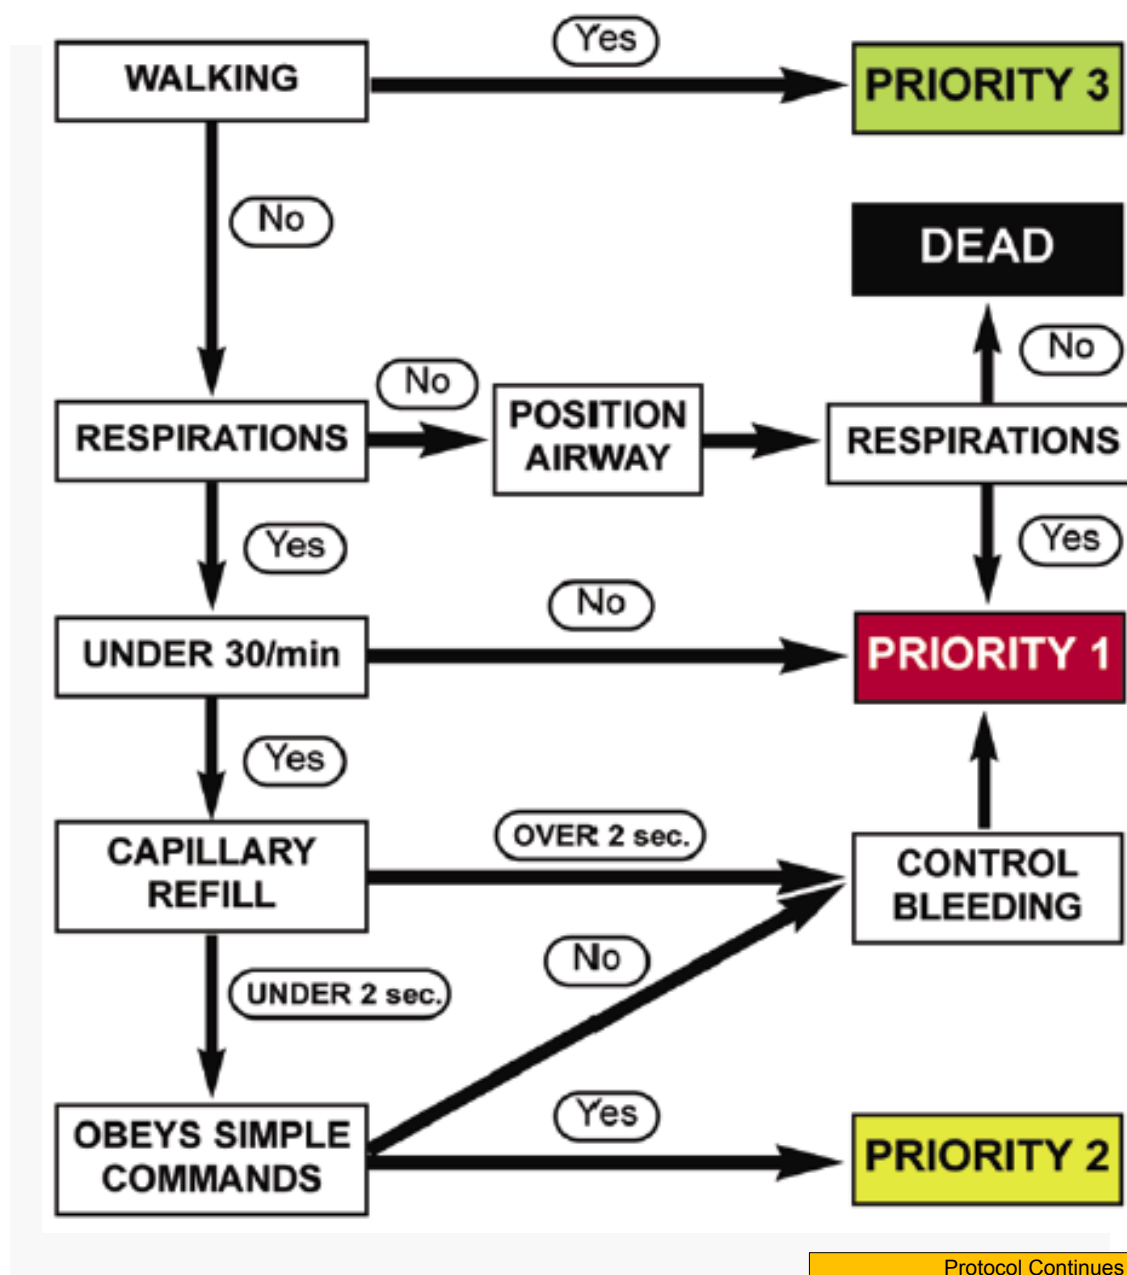 WALKING
Yes
PRIORITY 3
No
DEAD
No
RESPIRATIONS
No
POSITION
AIRWAY
RESPIRATIONS
Yes
Yes
UNDER 30/min
No
PRIORITY 1
Yes
CAPILLARY
REFILL
OVER 2 sec.
CONTROL
BLEEDING
No
UNDER 2 sec.
OBEYS SIMPLE
COMMANDS
Yes
PRIORITY 2
Protocol Continues